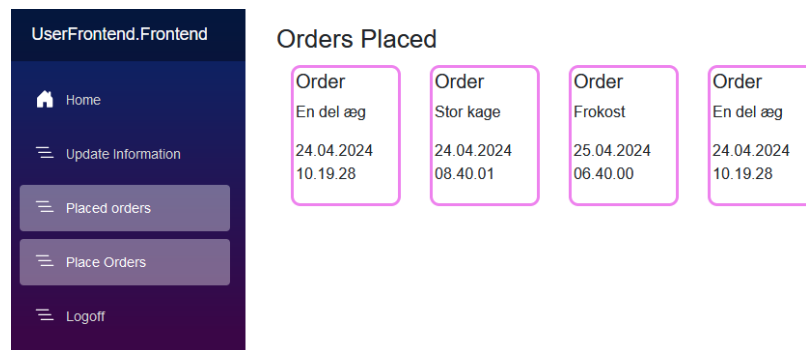 UserFrontend.Frontend
Home
Update Information
Placed orders
Place Orders
Logoff
Orders Placed
Order
En del æg
24.04.2024
10.19.28
Order
Stor kage
24.04.2024
08.40.01
Order
Frokost
25.04.2024
06.40.00
Order
En del æg
24.04.2024
10.19.28